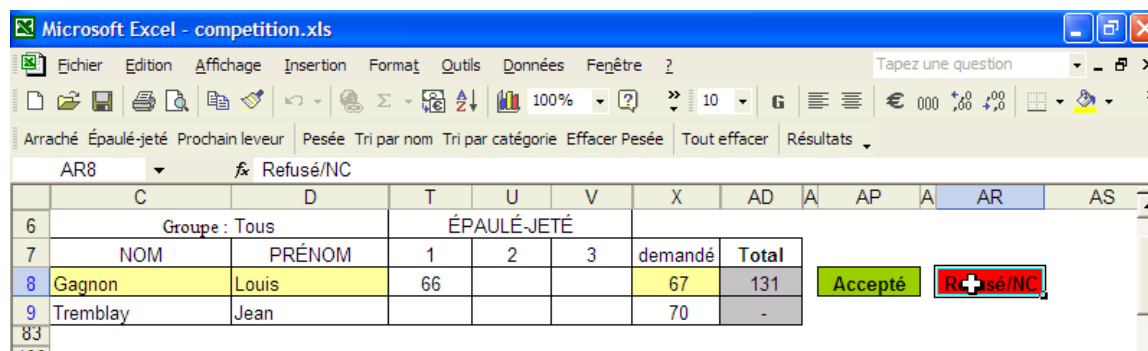 Microsoft Excel - competition.xls
Fichier Edition Affichage Insertion Format Outils Données Fenêtre ? Tapez une question
100% 10 G € 000
Arraché Épaulé-jeté Prochain leveur Pesée Tri par nom Tri par catégorie Effacer Pesée Tout effacer Résultats
AR8 fx Refusé/NC
C D T U V X AD A AP A AR AS
6 Groupe : Tous ÉPAULÉ-JETÉ
7 NOM PRÉNOM 1 2 3 demandé Total
8 Gagnon Louis 66 67 131 Accepté Refusé/NC
9 Tremblay Jean 70 -
83